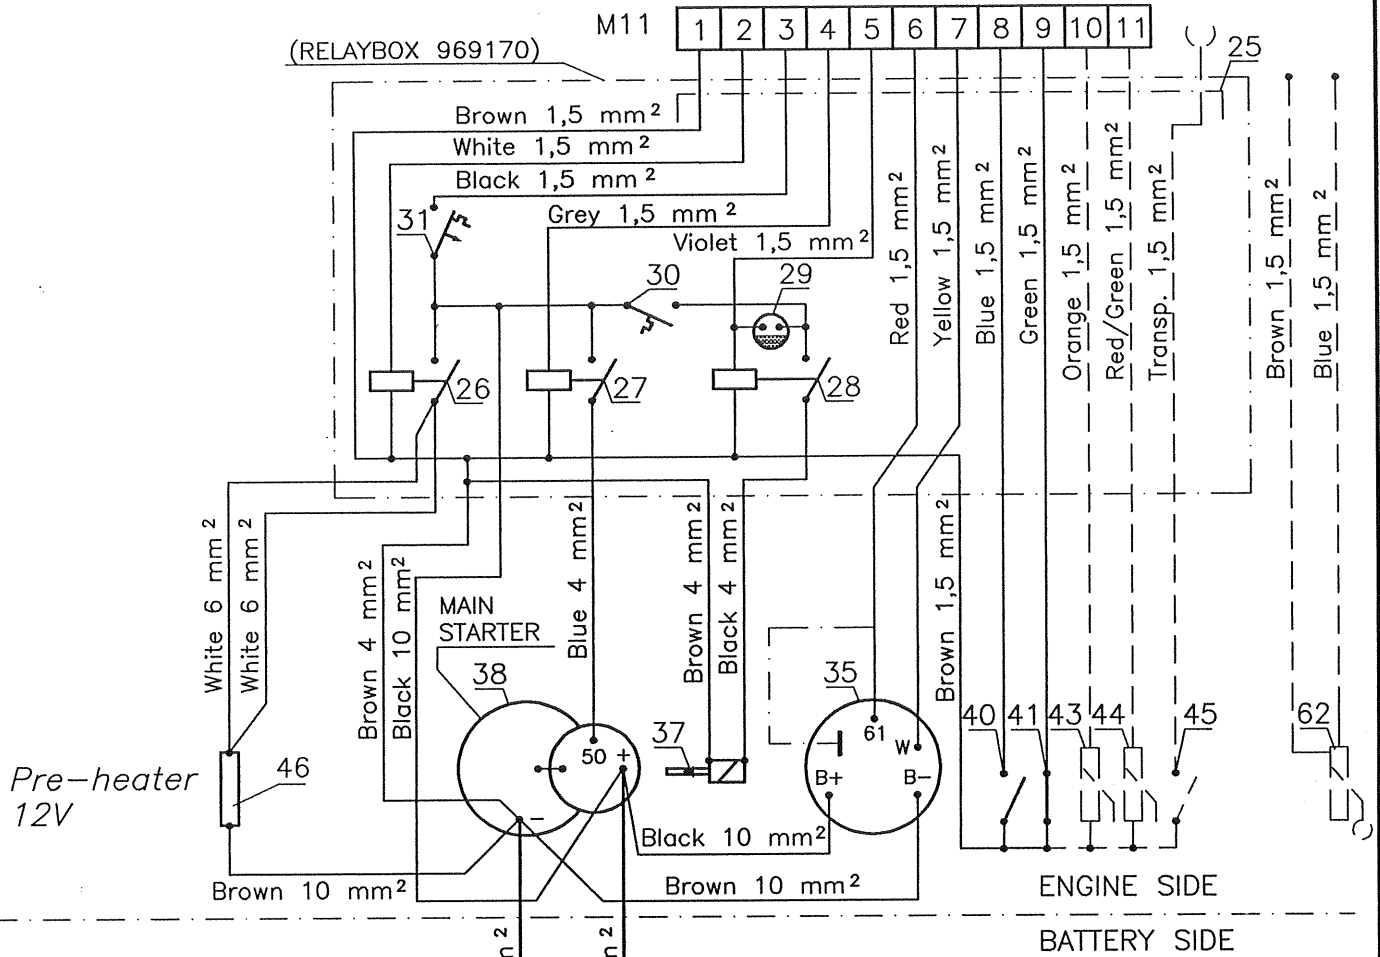 M11 1 2 3 4 5 6 7 8 9 10 11
(RELAYBOX 969170)
25
Brown 1,5 mm²
White 1,5 mm²
Black 1,5 mm²
31
Grey 1,5 mm²
Violet 1,5 mm²
30
29
Red 1,5 mm²
Yellow 1,5 mm²
Blue 1,5 mm²
Green 1,5 mm²
Orange 1,5 mm²
Red/Green 1,5 mm²
Transp. 1,5 mm²
Brown 1,5 mm²
Blue 1,5 mm²
26
27
28
White 6 mm²
White 6 mm²
Brown 4 mm²
Black 10 mm²
Blue 4 mm²
Brown 4 mm²
Black 4 mm²
Brown 1,5 mm²
MAIN
STARTER
38
35
37
40
41
43
44
45
62
50
+
61
W
B+
B-
-
Pre-heater
12V
46
Black 10 mm²
Brown 10 mm²
Brown 10 mm²
ENGINE SIDE
BATTERY SIDE